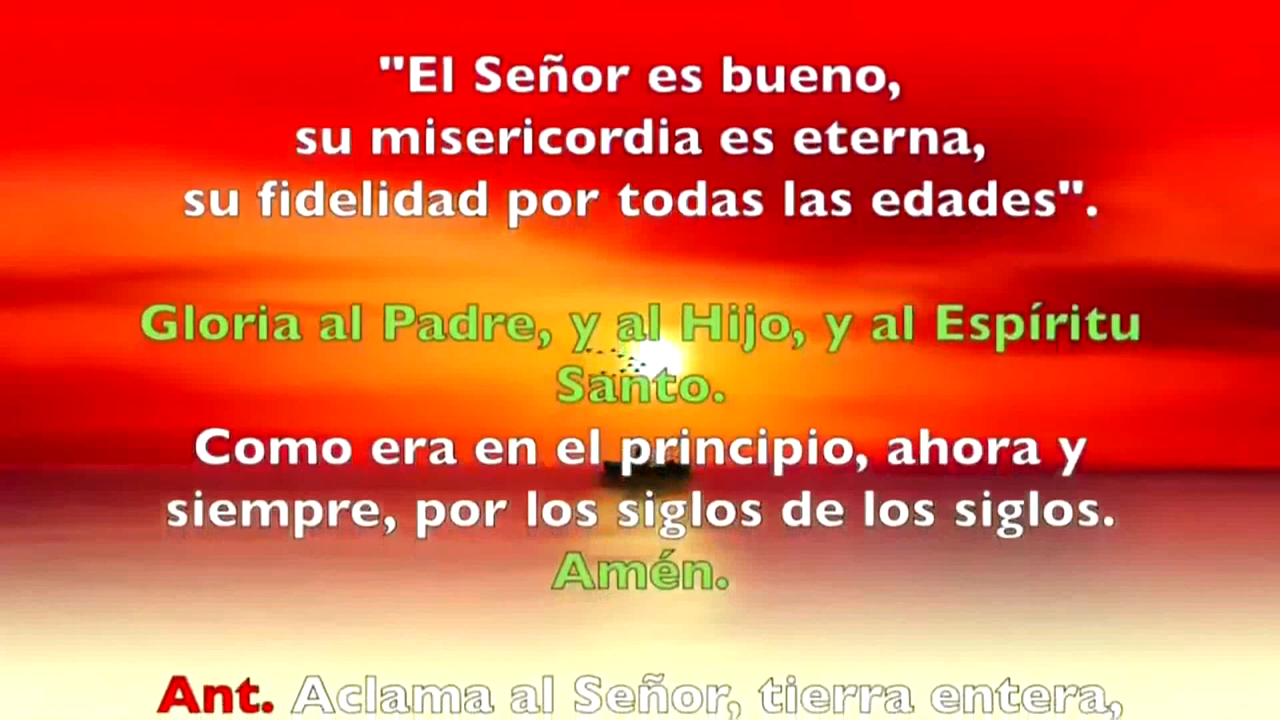 "El Señor es bueno,
su misericordia es eterna,
su fidelidad por todas las edades".
Gloria al Padre, y al Hijo, y al Espíritu
Santo.
Como era en el principio, ahora y
siempre, por los siglos de los siglos.
Amén.
Ant. Aclama al Señor, tierra entera,